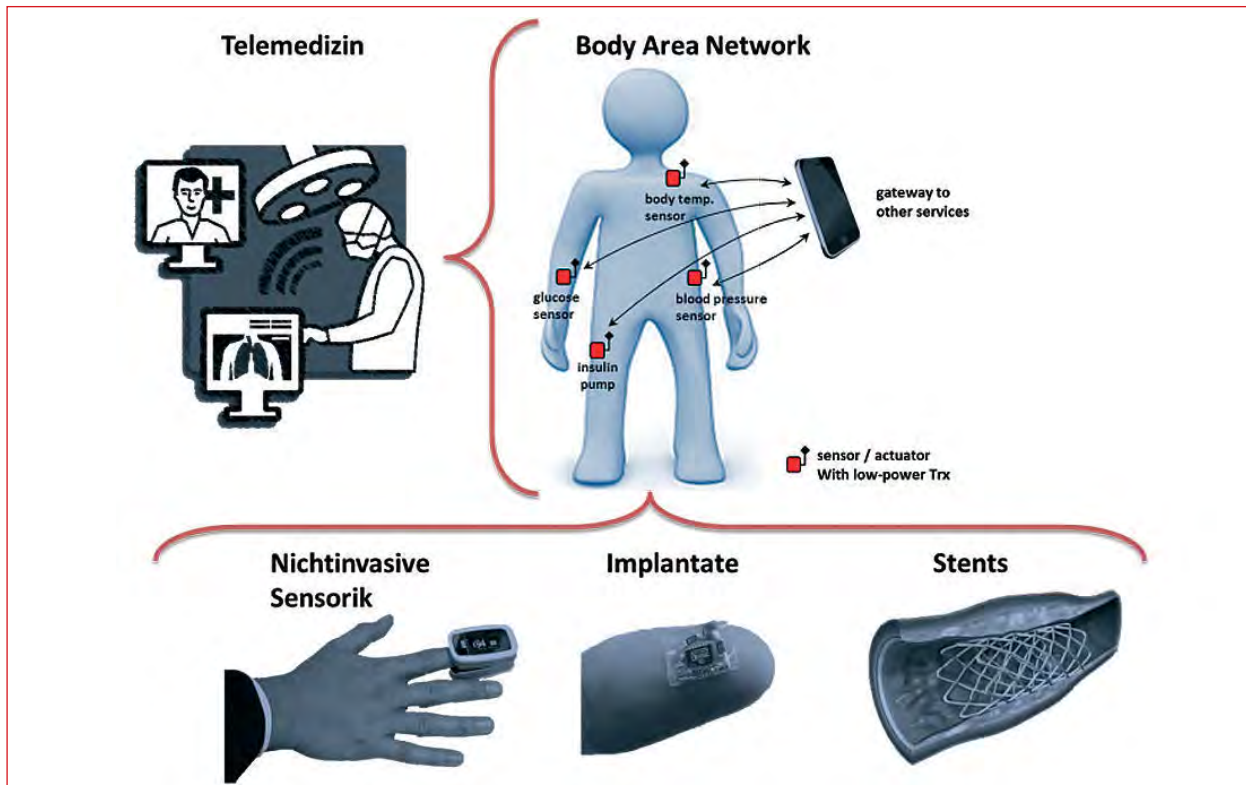 Telemedizin
Body Area Network
body temp.
sensor
gateway to
other services
glucose
sensor
blood pressure
sensor
insulin
pump
sensor / actuator
With low-power Trx
Nichtinvasive
Sensorik
Implantate
Stents